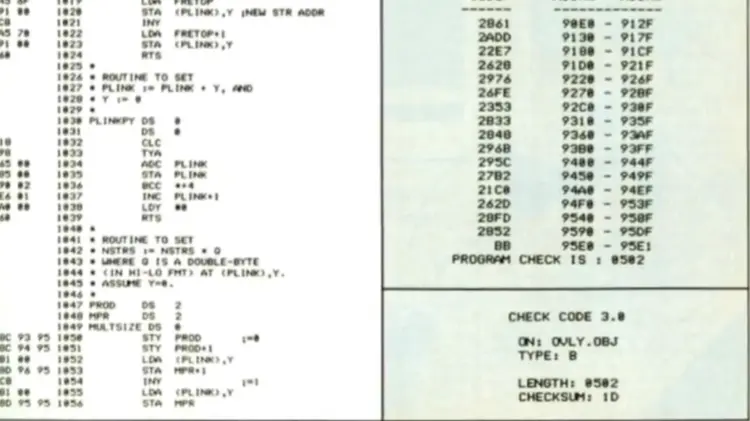 1019 LDA FRETOP
91 00 1020 STA (PLINK),Y ;NEW STR ADDR
C8 1021 INY
A5 70 1022 LDA FRETOP+1
91 00 1023 STA (PLINK),Y
60 1024 RTS
1025 *
1026 * ROUTINE TO SET
1027 * PLINK := PLINK + Y, AND
1028 * Y := 0
1029 *
1030 PLINKPY DS 0
1031 DS 0
18 1032 CLC
98 1033 TYA
65 00 1034 ADC PLINK
85 00 1035 STA PLINK
90 02 1036 BCC *+4
E6 01 1037 INC PLINK+1
A0 00 1038 LDY #0
60 1039 RTS
1040 *
1041 * ROUTINE TO SET
1042 * NSTRS := NSTRS * Q
1043 * WHERE Q IS A DOUBLE-BYTE
1044 * (IN HI-LO FMT) AT (PLINK),Y.
1045 * ASSUME Y=0.
1046 *
1047 PROD DS 2
1048 MPR DS 2
1049 MULTSIZE DS 0
8C 93 95 1050 STY PROD ;=0
8C 94 95 1051 STY PROD+1
B1 00 1052 LDA (PLINK),Y
8D 96 95 1053 STA MPR+1
C8 1054 INY ;=1
B1 00 1055 LDA (PLINK),Y
8D 95 95 1056 STA MPR
2B61 90E0 - 912F
2ADD 9130 - 917F
22E7 9180 - 91CF
2628 91D0 - 921F
2976 9220 - 926F
26FE 9270 - 92BF
2353 92C0 - 930F
2B33 9310 - 935F
2848 9360 - 93AF
296B 93B0 - 93FF
295C 9400 - 944F
27B2 9450 - 949F
21C0 94A0 - 94EF
262D 94F0 - 953F
28FD 9540 - 958F
2852 9590 - 95DF
BB 95E0 - 95E1
PROGRAM CHECK IS : 0502
CHECK CODE 3.0
ON: OVLY.OBJ
TYPE: B
LENGTH: 0502
CHECKSUM: 1D